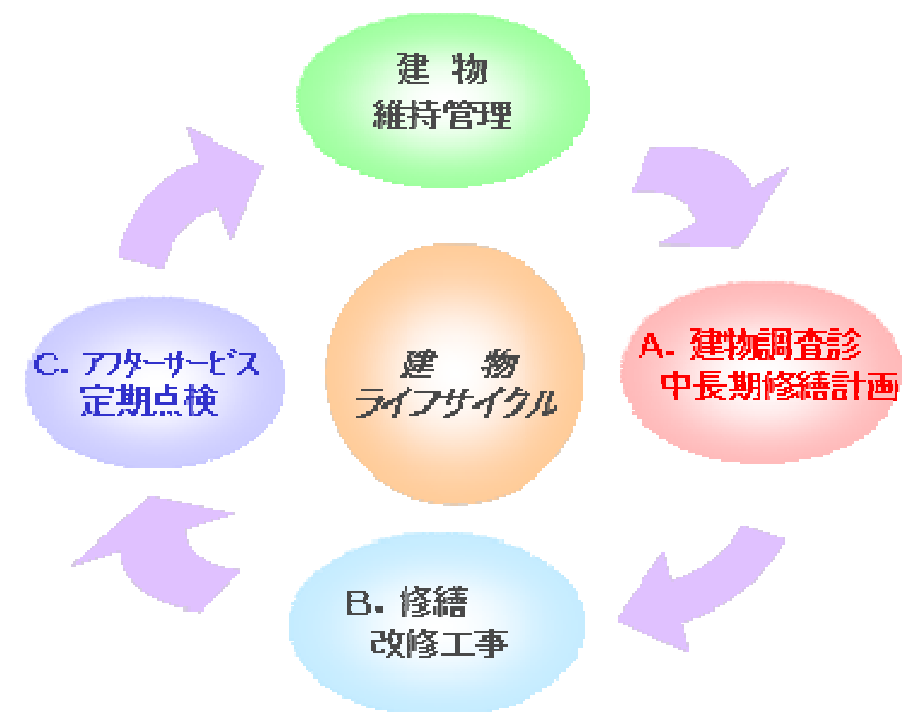 建 物
維持管理
A. 建物調査診
中長期修繕計画
B. 修繕
改修工事
C. アフターサービス
定期点検
建 物
ライフサイクル